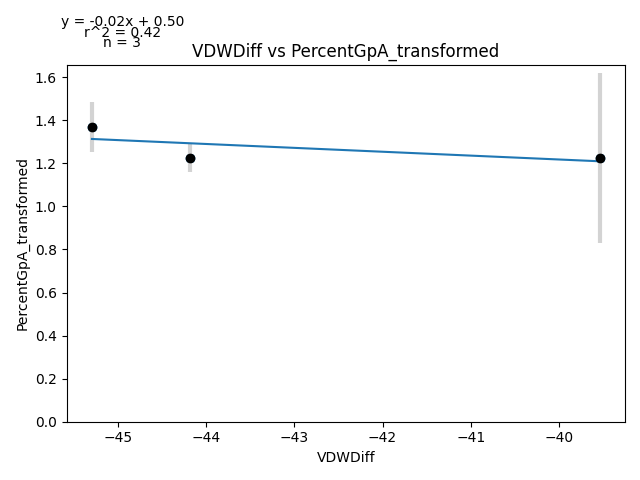 y = -0.02x + 0.50
r^2 = 0.42
n = 3
VDWDiff vs PercentGpA_transformed
PercentGpA_transformed
1.6
1.4
1.2
1.0
0.8
0.6
0.4
0.2
0.0
−45
−44
−43
−42
−41
−40
VDWDiff